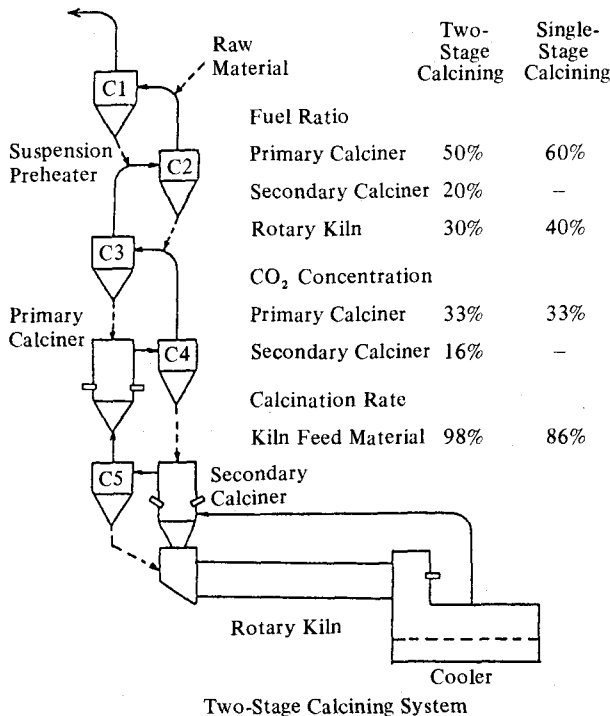 Two-Stage Calcining
Single-Stage Calcining
Raw Material
C1
Fuel Ratio
Suspension Preheater
C2
Primary Calciner 50% 60%
Secondary Calciner 20% –
Rotary Kiln 30% 40%
C3
CO₂ Concentration
Primary Calciner
C4
Primary Calciner 33% 33%
Secondary Calciner 16% –
Calcination Rate
Kiln Feed Material 98% 86%
C5
Secondary Calciner
Rotary Kiln
Cooler
Two-Stage Calcining System